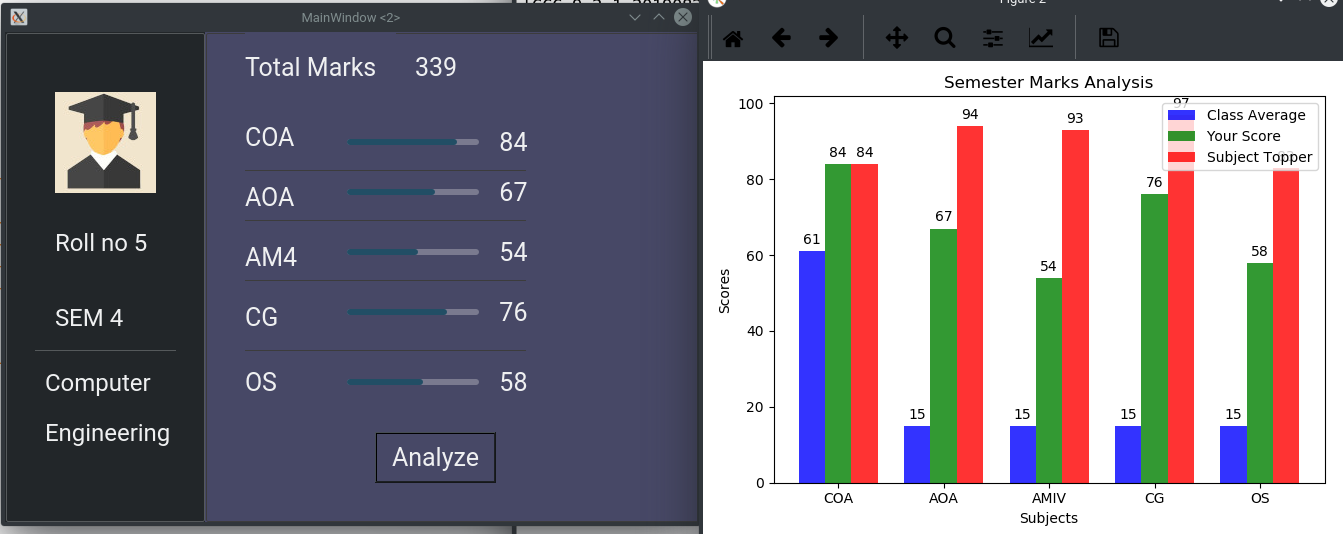 MainWindow <2>
Total Marks 339
COA 84
AOA 67
AM4 54
CG 76
OS 58
Analyze
Roll no 5
SEM 4
Computer
Engineering
Figure 2
Semester Marks Analysis
Class Average
Your Score
Subject Topper
100
80
60
40
20
0
Scores
61 84 84
15 67 94
15 54 93
15 76 97
15 58
COA AOA AMIV CG OS
Subjects